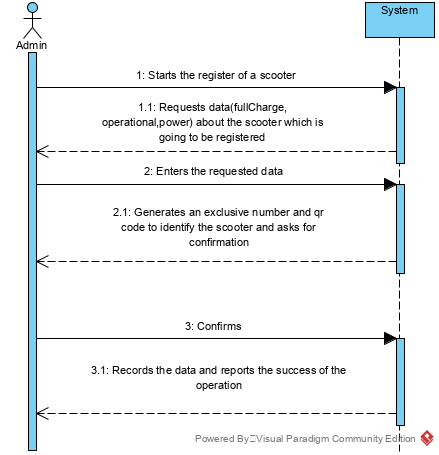 System
Admin
1: Starts the register of a scooter
1.1: Requests data(fullCharge,
operational,power) about the scooter which is
going to be registered
2: Enters the requested data
2.1: Generates an exclusive number and qr
code to identify the scooter and asks for
confirmation
3: Confirms
3.1: Records the data and reports the success of the
operation
Powered By Visual Paradigm Community Edition